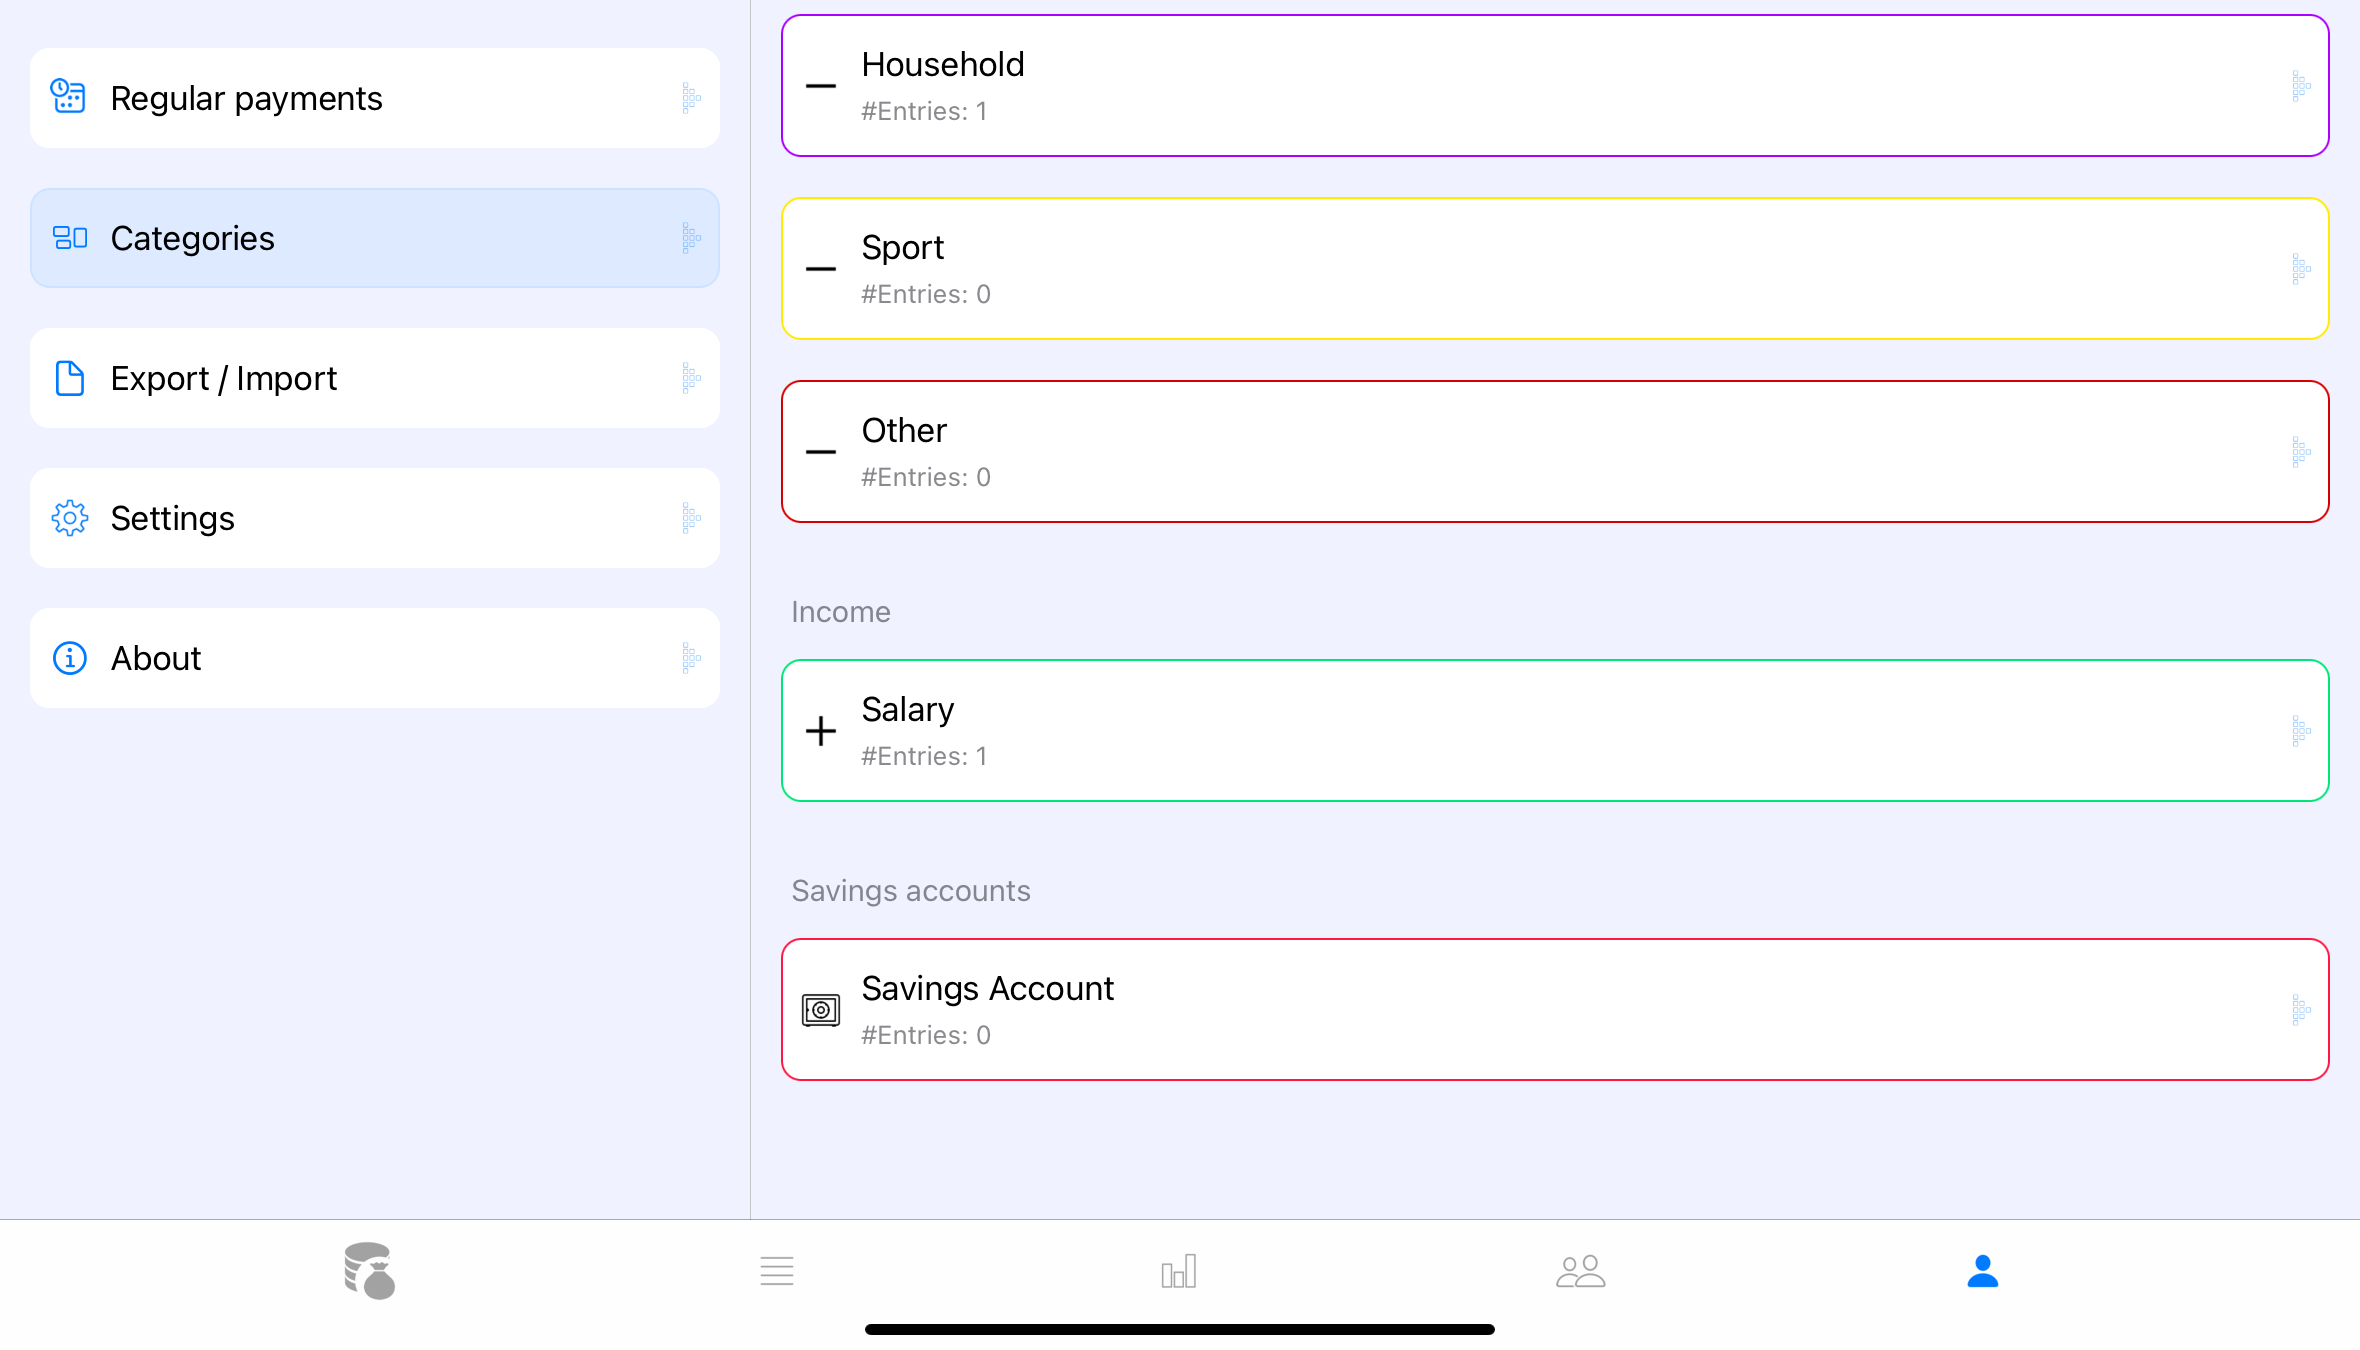 Regular payments
Categories
Export / Import
Settings
About
Household
#Entries: 1
Sport
#Entries: 0
Other
#Entries: 0
Income
Salary
#Entries: 1
Savings accounts
Savings Account
#Entries: 0